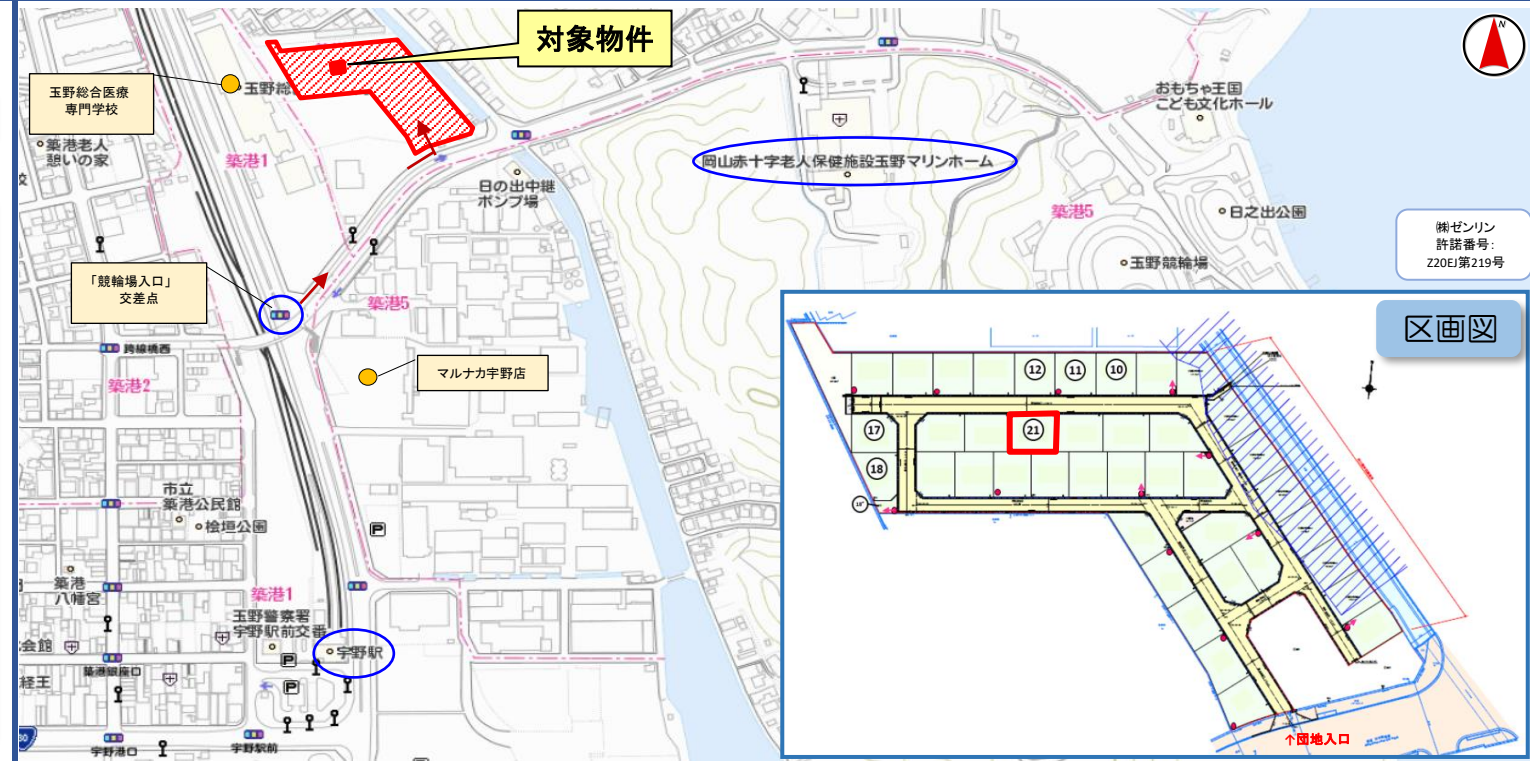 対象物件
N
玉野総合医療
専門学校
玉野総
築港老人
憩いの家
築港1
おもちゃ王国
こども文化ホール
岡山赤十字老人保健施設玉野マリンホーム
日の出中継
ポンプ場
築港5
日之出公園
㈱ゼンリン
許諾番号:
Z20EJ第219号
玉野競輪場
「競輪場入口」
交差点
築港5
跨線橋西
築港2
マルナカ宇野店
区画図
12
11
10
17
21
18
市立
築港公民館
桧垣公園
P
築港
八幡宮
築港1
玉野警察署
宇野駅前交番
宇野駅
会館
築港銀座口
P
P
経王
30
宇野港口
宇野駅前
↑団地入口